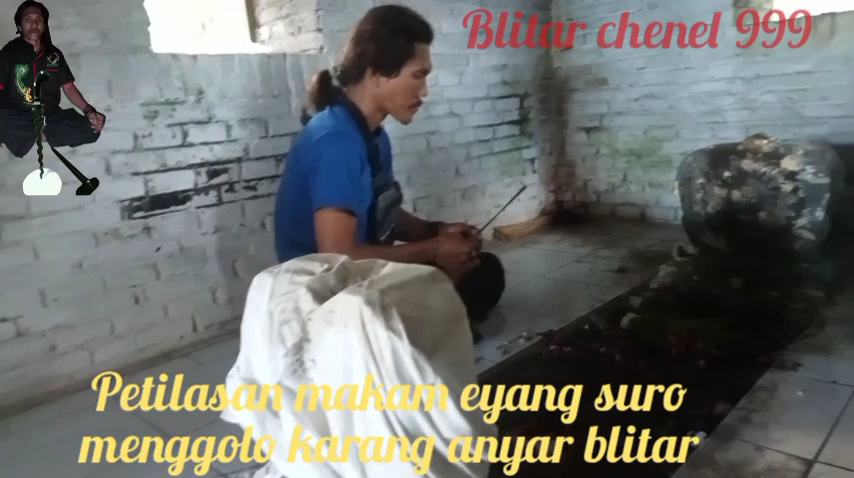 Blitar chenel 999
Petilasan makam eyang suro
menggolo karang anyar blitar